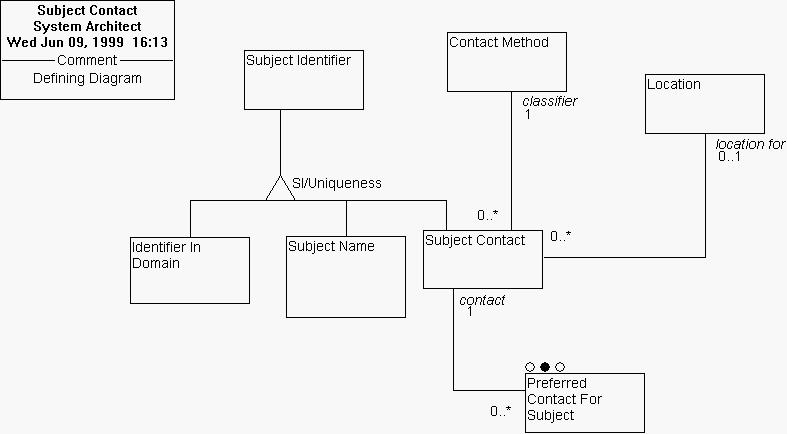 Subject Contact
System Architect
Wed Jun 09, 1999  16:13
Comment
Defining Diagram
Subject Identifier
Contact Method
Location
classifier
1
location for
0..1
SI/Uniqueness
0..*
0..*
Identifier In
Domain
Subject Name
Subject Contact
contact
1
Preferred
Contact For
Subject
0..*